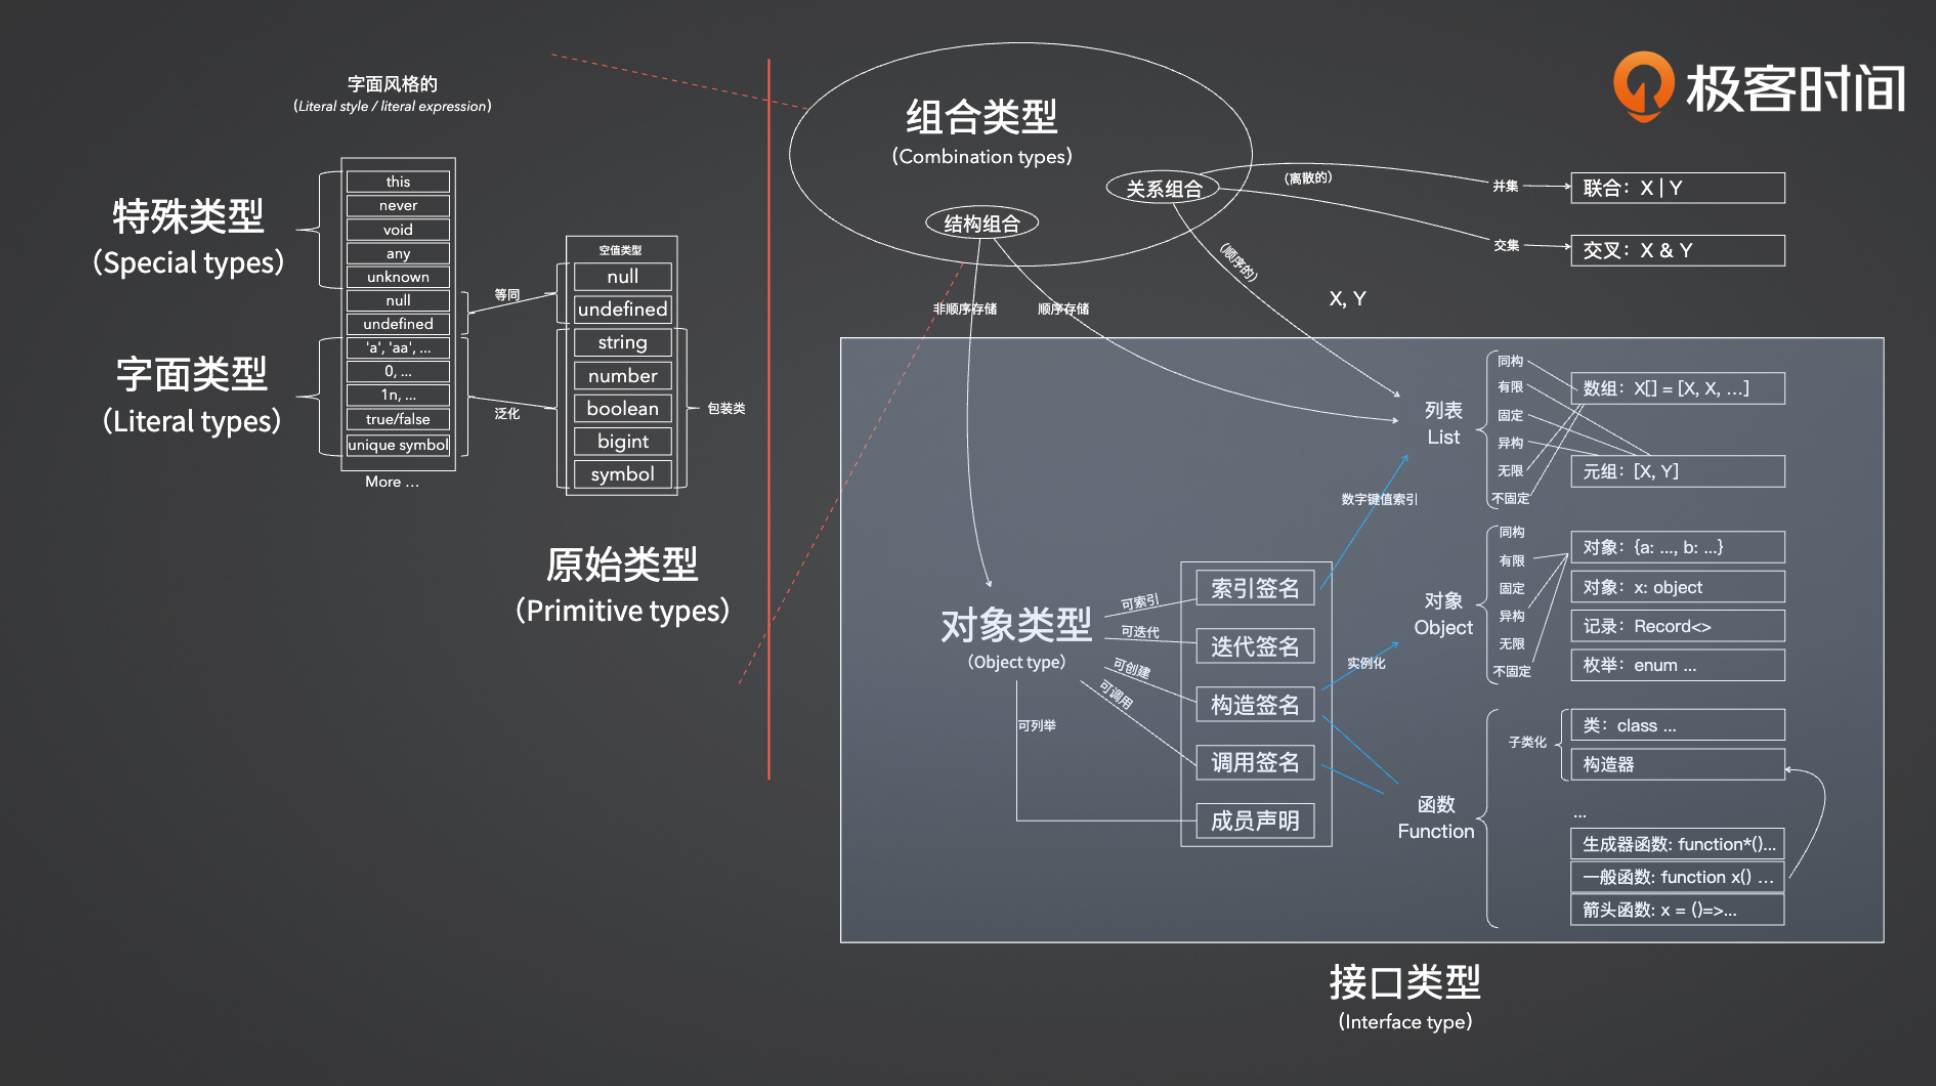 极客时间
字面风格的
(Literal style / literal expression)
特殊类型
(Special types)
this
never
void
any
unknown
null
undefined
字面类型
(Literal types)
'a', 'aa', ...
0, ...
1n, ...
true/false
unique symbol
More ...
等同
泛化
空值类型
null
undefined
string
number
boolean
bigint
symbol
包装类
原始类型
(Primitive types)
组合类型
(Combination types)
关系组合
结构组合
(离散的)
并集
联合：X | Y
交集
交叉：X & Y
(顺序的)
X, Y
非顺序存储
顺序存储
列表
List
同构
有限
固定
异构
无限
不固定
数组：X[] = [X, X, ...]
元组：[X, Y]
数字键值索引
对象类型
(Object type)
可索引
可迭代
可创建
可调用
可列举
索引签名
迭代签名
构造签名
调用签名
成员声明
实例化
对象
Object
同构
有限
固定
异构
无限
不固定
对象：{a: ..., b: ...}
对象：x: object
记录：Record<>
枚举：enum ...
函数
Function
子类化
类：class ...
构造器
...
生成器函数: function*()...
一般函数: function x() ...
箭头函数: x = ()=>...
接口类型
(Interface type)